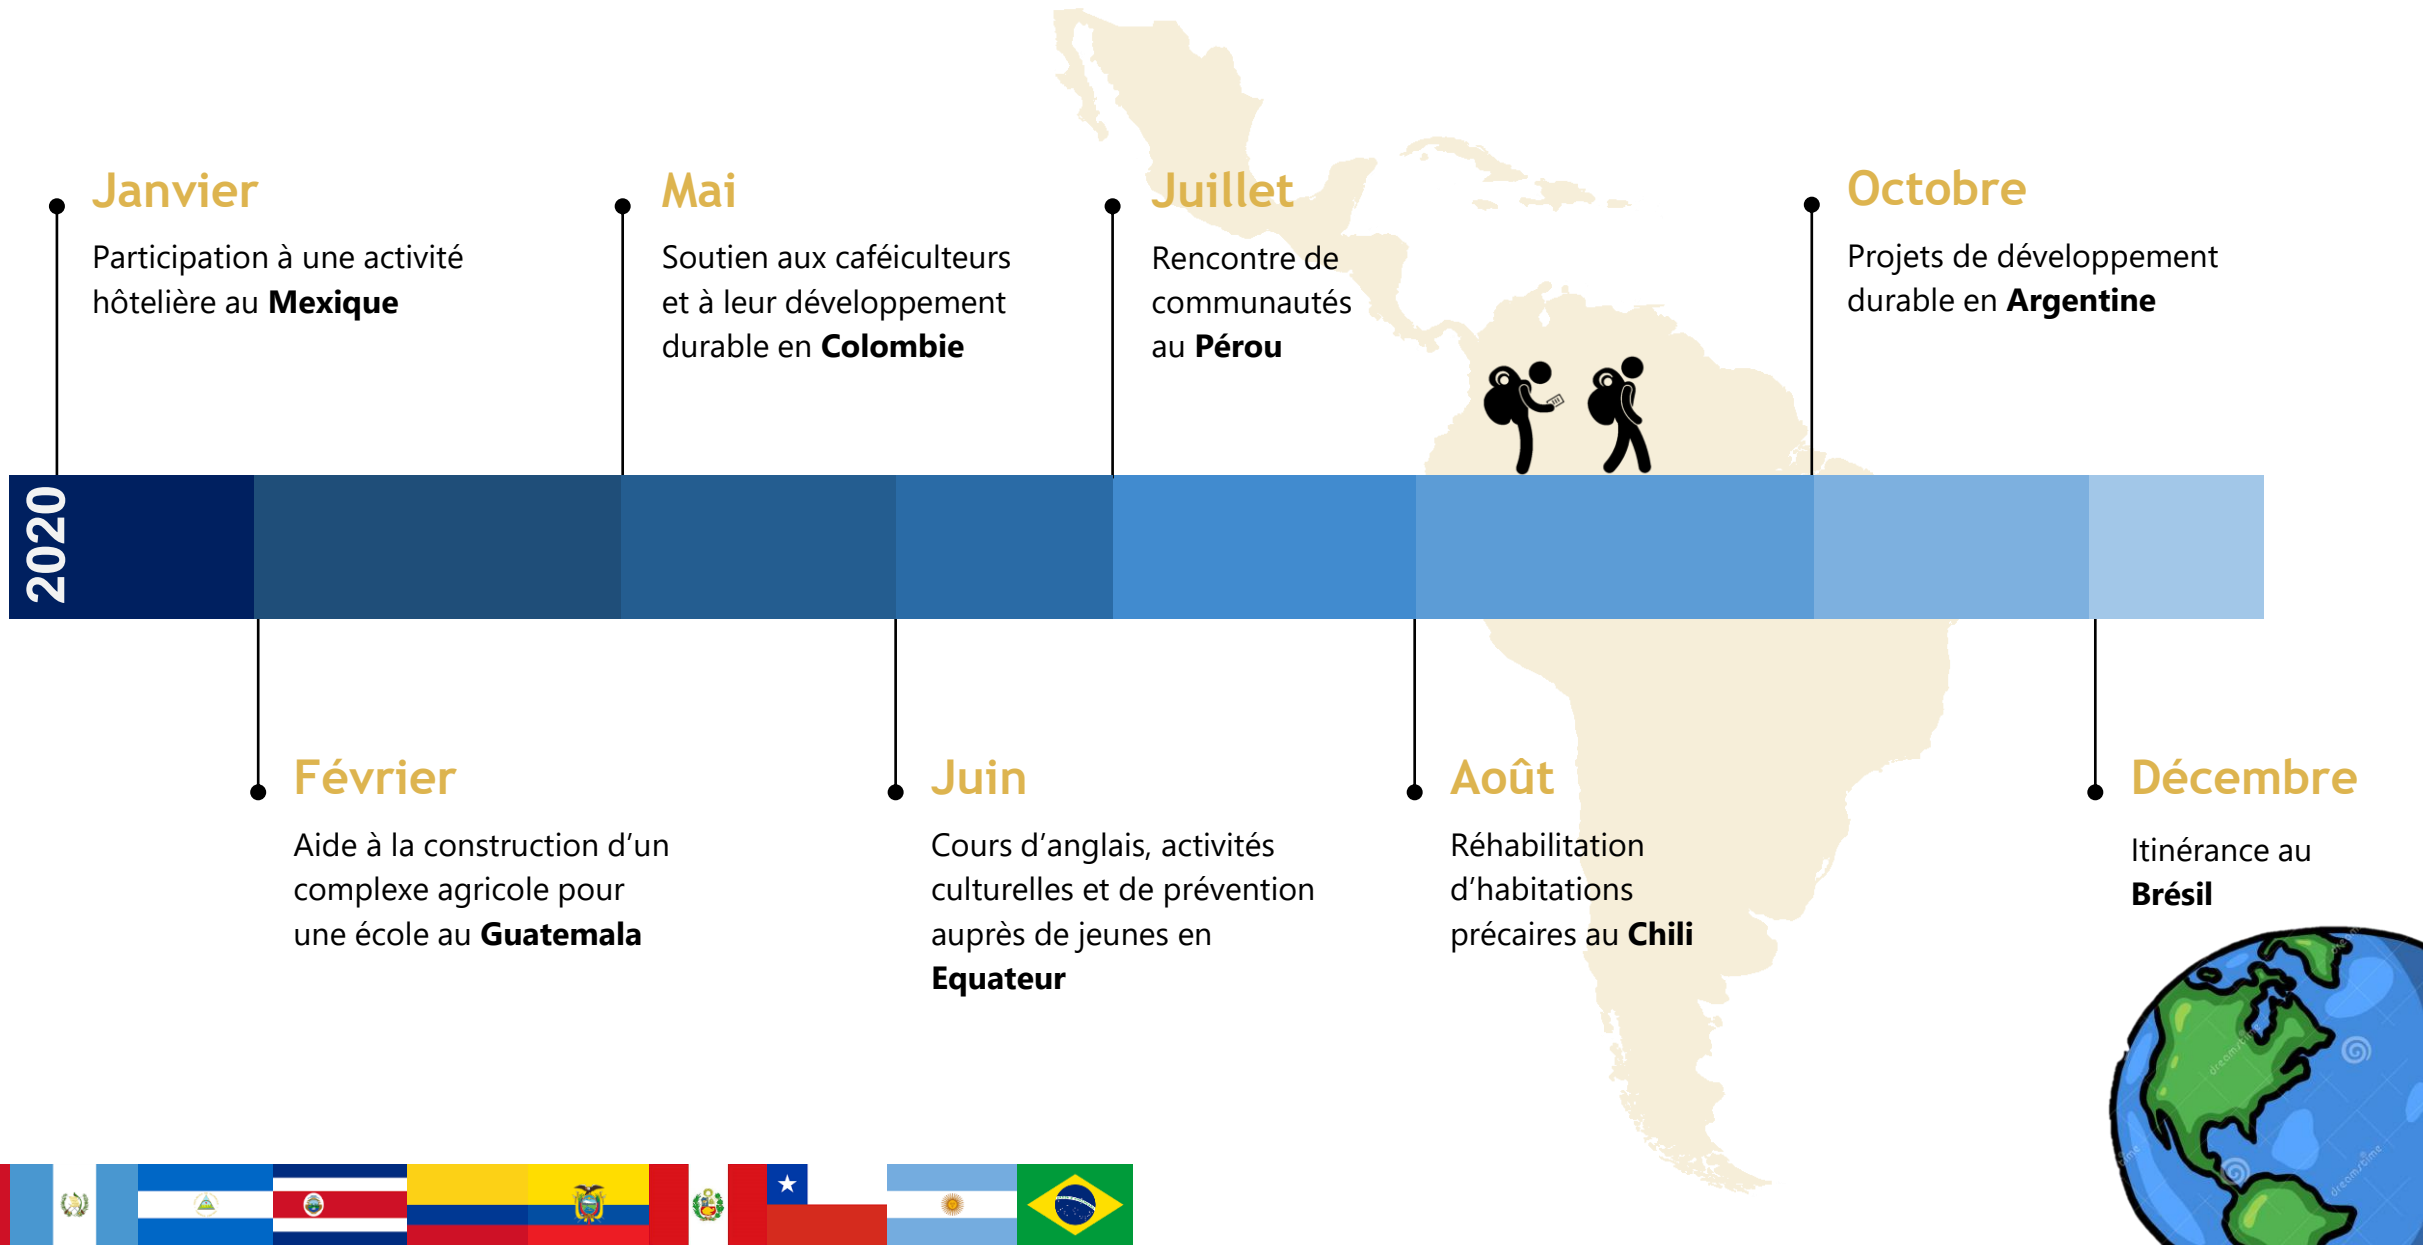 Janvier
Participation à une activité
hôtelière au Mexique
Mai
Soutien aux caféiculteurs
et à leur développement
durable en Colombie
Juillet
Rencontre de
communautés
au Pérou
Octobre
Projets de développement
durable en Argentine
2020
Février
Aide à la construction d’un
complexe agricole pour
une école au Guatemala
Juin
Cours d’anglais, activités
culturelles et de prévention
auprès de jeunes en
Equateur
Août
Réhabilitation
d’habitations
précaires au Chili
Décembre
Itinérance au
Brésil
dreamstime
dreamstime